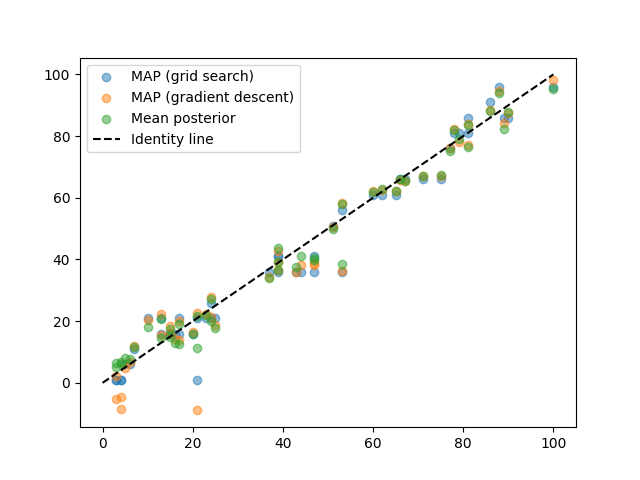 MAP (grid search)
MAP (gradient descent)
Mean posterior
Identity line
100
80
60
40
20
0
0 20 40 60 80 100